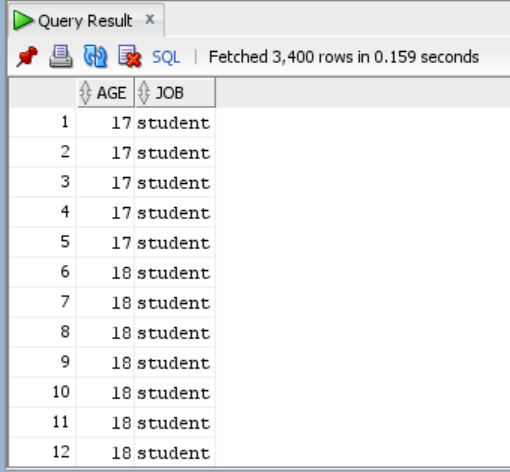 Query Result x
SQL | Fetched 3,400 rows in 0.159 seconds
AGE JOB
1 17 student
2 17 student
3 17 student
4 17 student
5 17 student
6 18 student
7 18 student
8 18 student
9 18 student
10 18 student
11 18 student
12 18 student